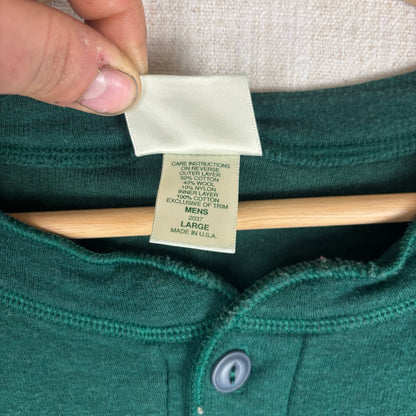 CARE INSTRUCTIONS
ON REVERSE
OUTER LAYER
50% COTTON
40% WOOL
10% NYLON
INNER LAYER
100% COTTON
EXCLUSIVE OF TRIM
MENS
2037
LARGE
MADE IN U.S.A.